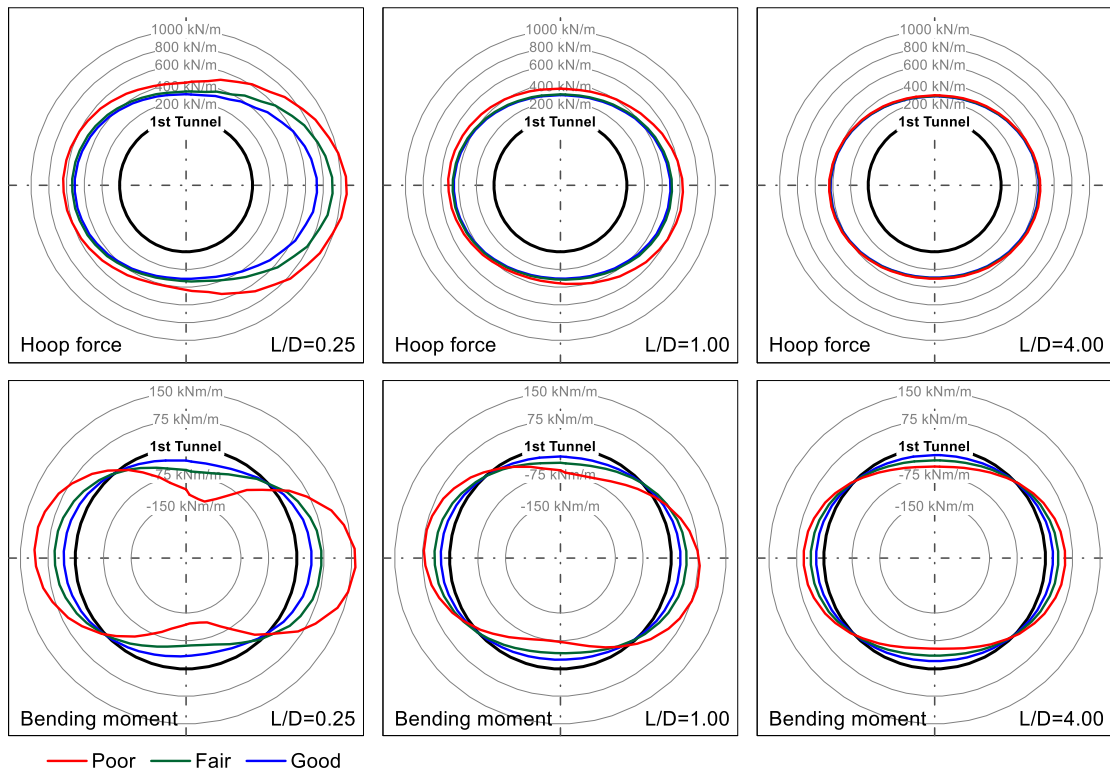 1000 kN/m
800 kN/m
600 kN/m
400 kN/m
200 kN/m
1st Tunnel
Hoop force L/D=0.25
1000 kN/m
800 kN/m
600 kN/m
400 kN/m
200 kN/m
1st Tunnel
Hoop force L/D=1.00
1000 kN/m
800 kN/m
600 kN/m
400 kN/m
200 kN/m
1st Tunnel
Hoop force L/D=4.00
150 kNm/m
75 kNm/m
1st Tunnel
-75 kNm/m
-150 kNm/m
Bending moment L/D=0.25
150 kNm/m
75 kNm/m
1st Tunnel
-75 kNm/m
-150 kNm/m
Bending moment L/D=1.00
150 kNm/m
75 kNm/m
1st Tunnel
-75 kNm/m
-150 kNm/m
Bending moment L/D=4.00
Poor Fair Good